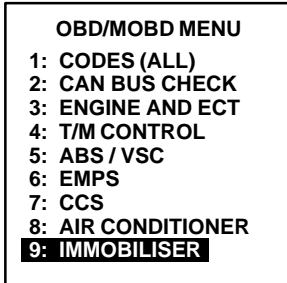 OBD/MOBD MENU
1: CODES (ALL)
2: CAN BUS CHECK
3: ENGINE AND ECT
4: T/M CONTROL
5: ABS / VSC
6: EMPS
7: CCS
8: AIR CONDITIONER
9: IMMOBILISER